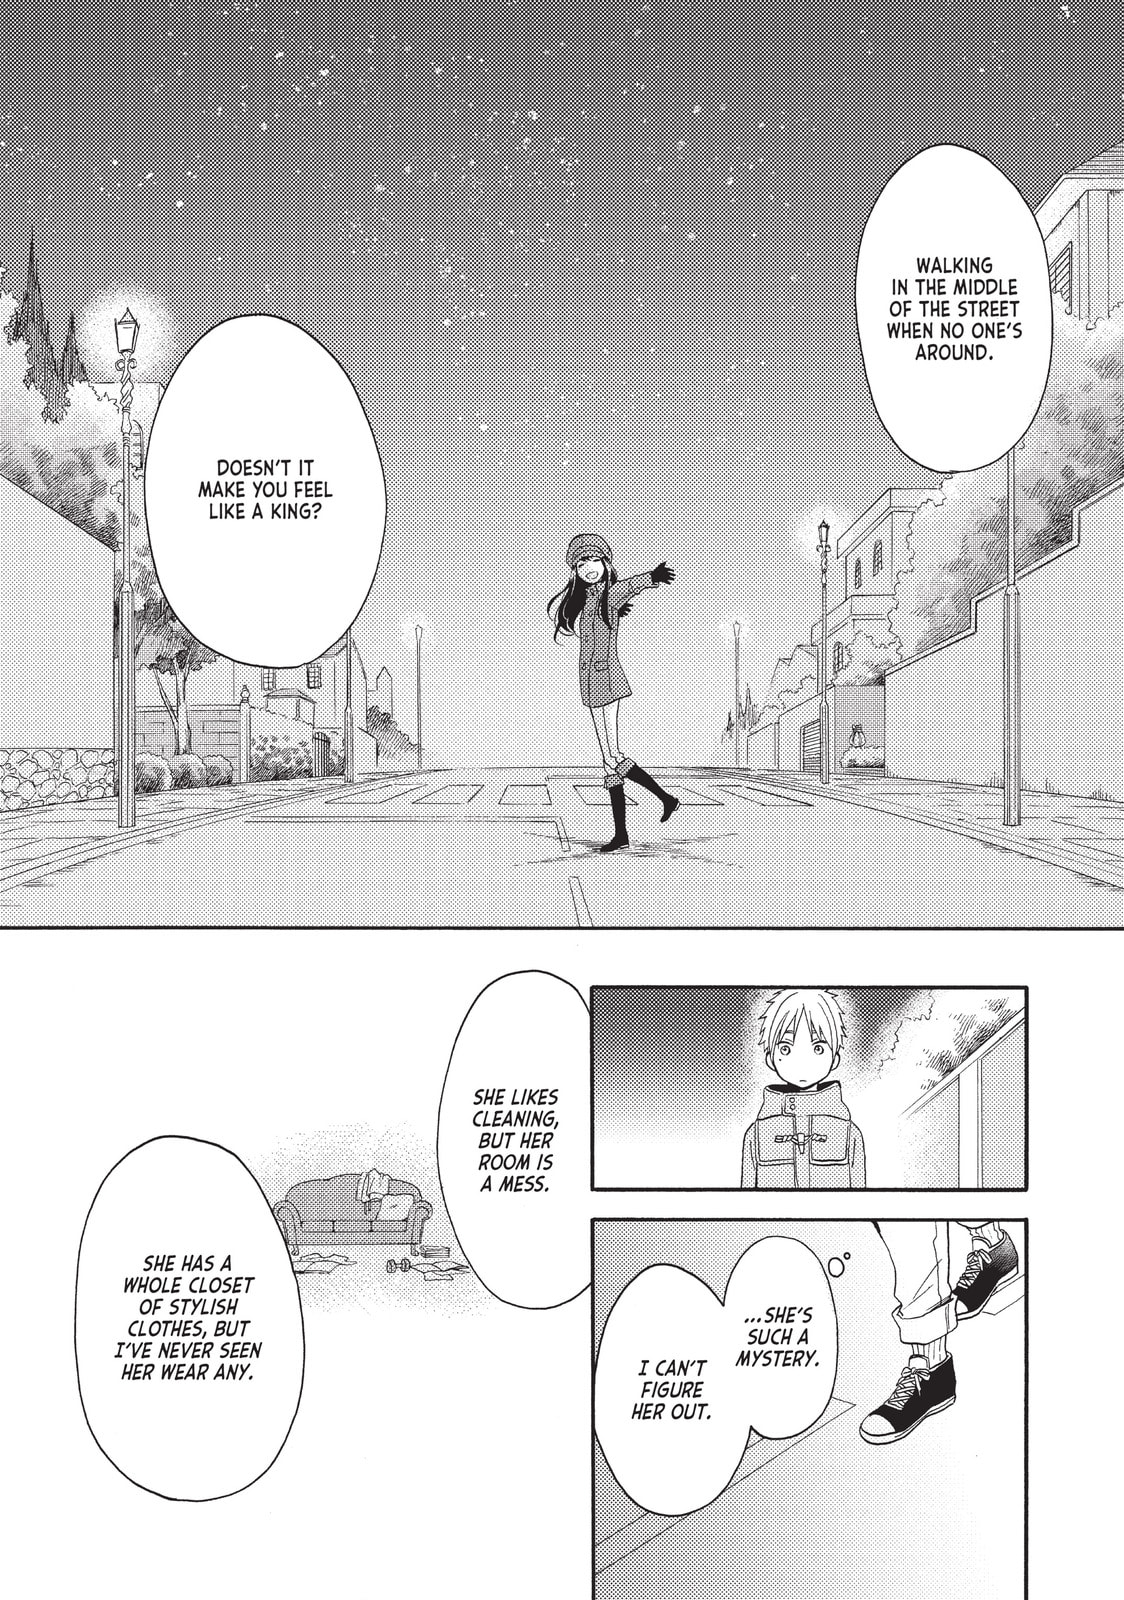 WALKING
IN THE MIDDLE
OF THE STREET
WHEN NO ONE'S
AROUND.
DOESN'T IT
MAKE YOU FEEL
LIKE A KING?
...SHE'S
SUCH A
MYSTERY.
I CAN'T
FIGURE
HER OUT.
SHE LIKES
CLEANING,
BUT HER
ROOM IS
A MESS.
SHE HAS A
WHOLE CLOSET
OF STYLISH
CLOTHES, BUT
I'VE NEVER SEEN
HER WEAR ANY.